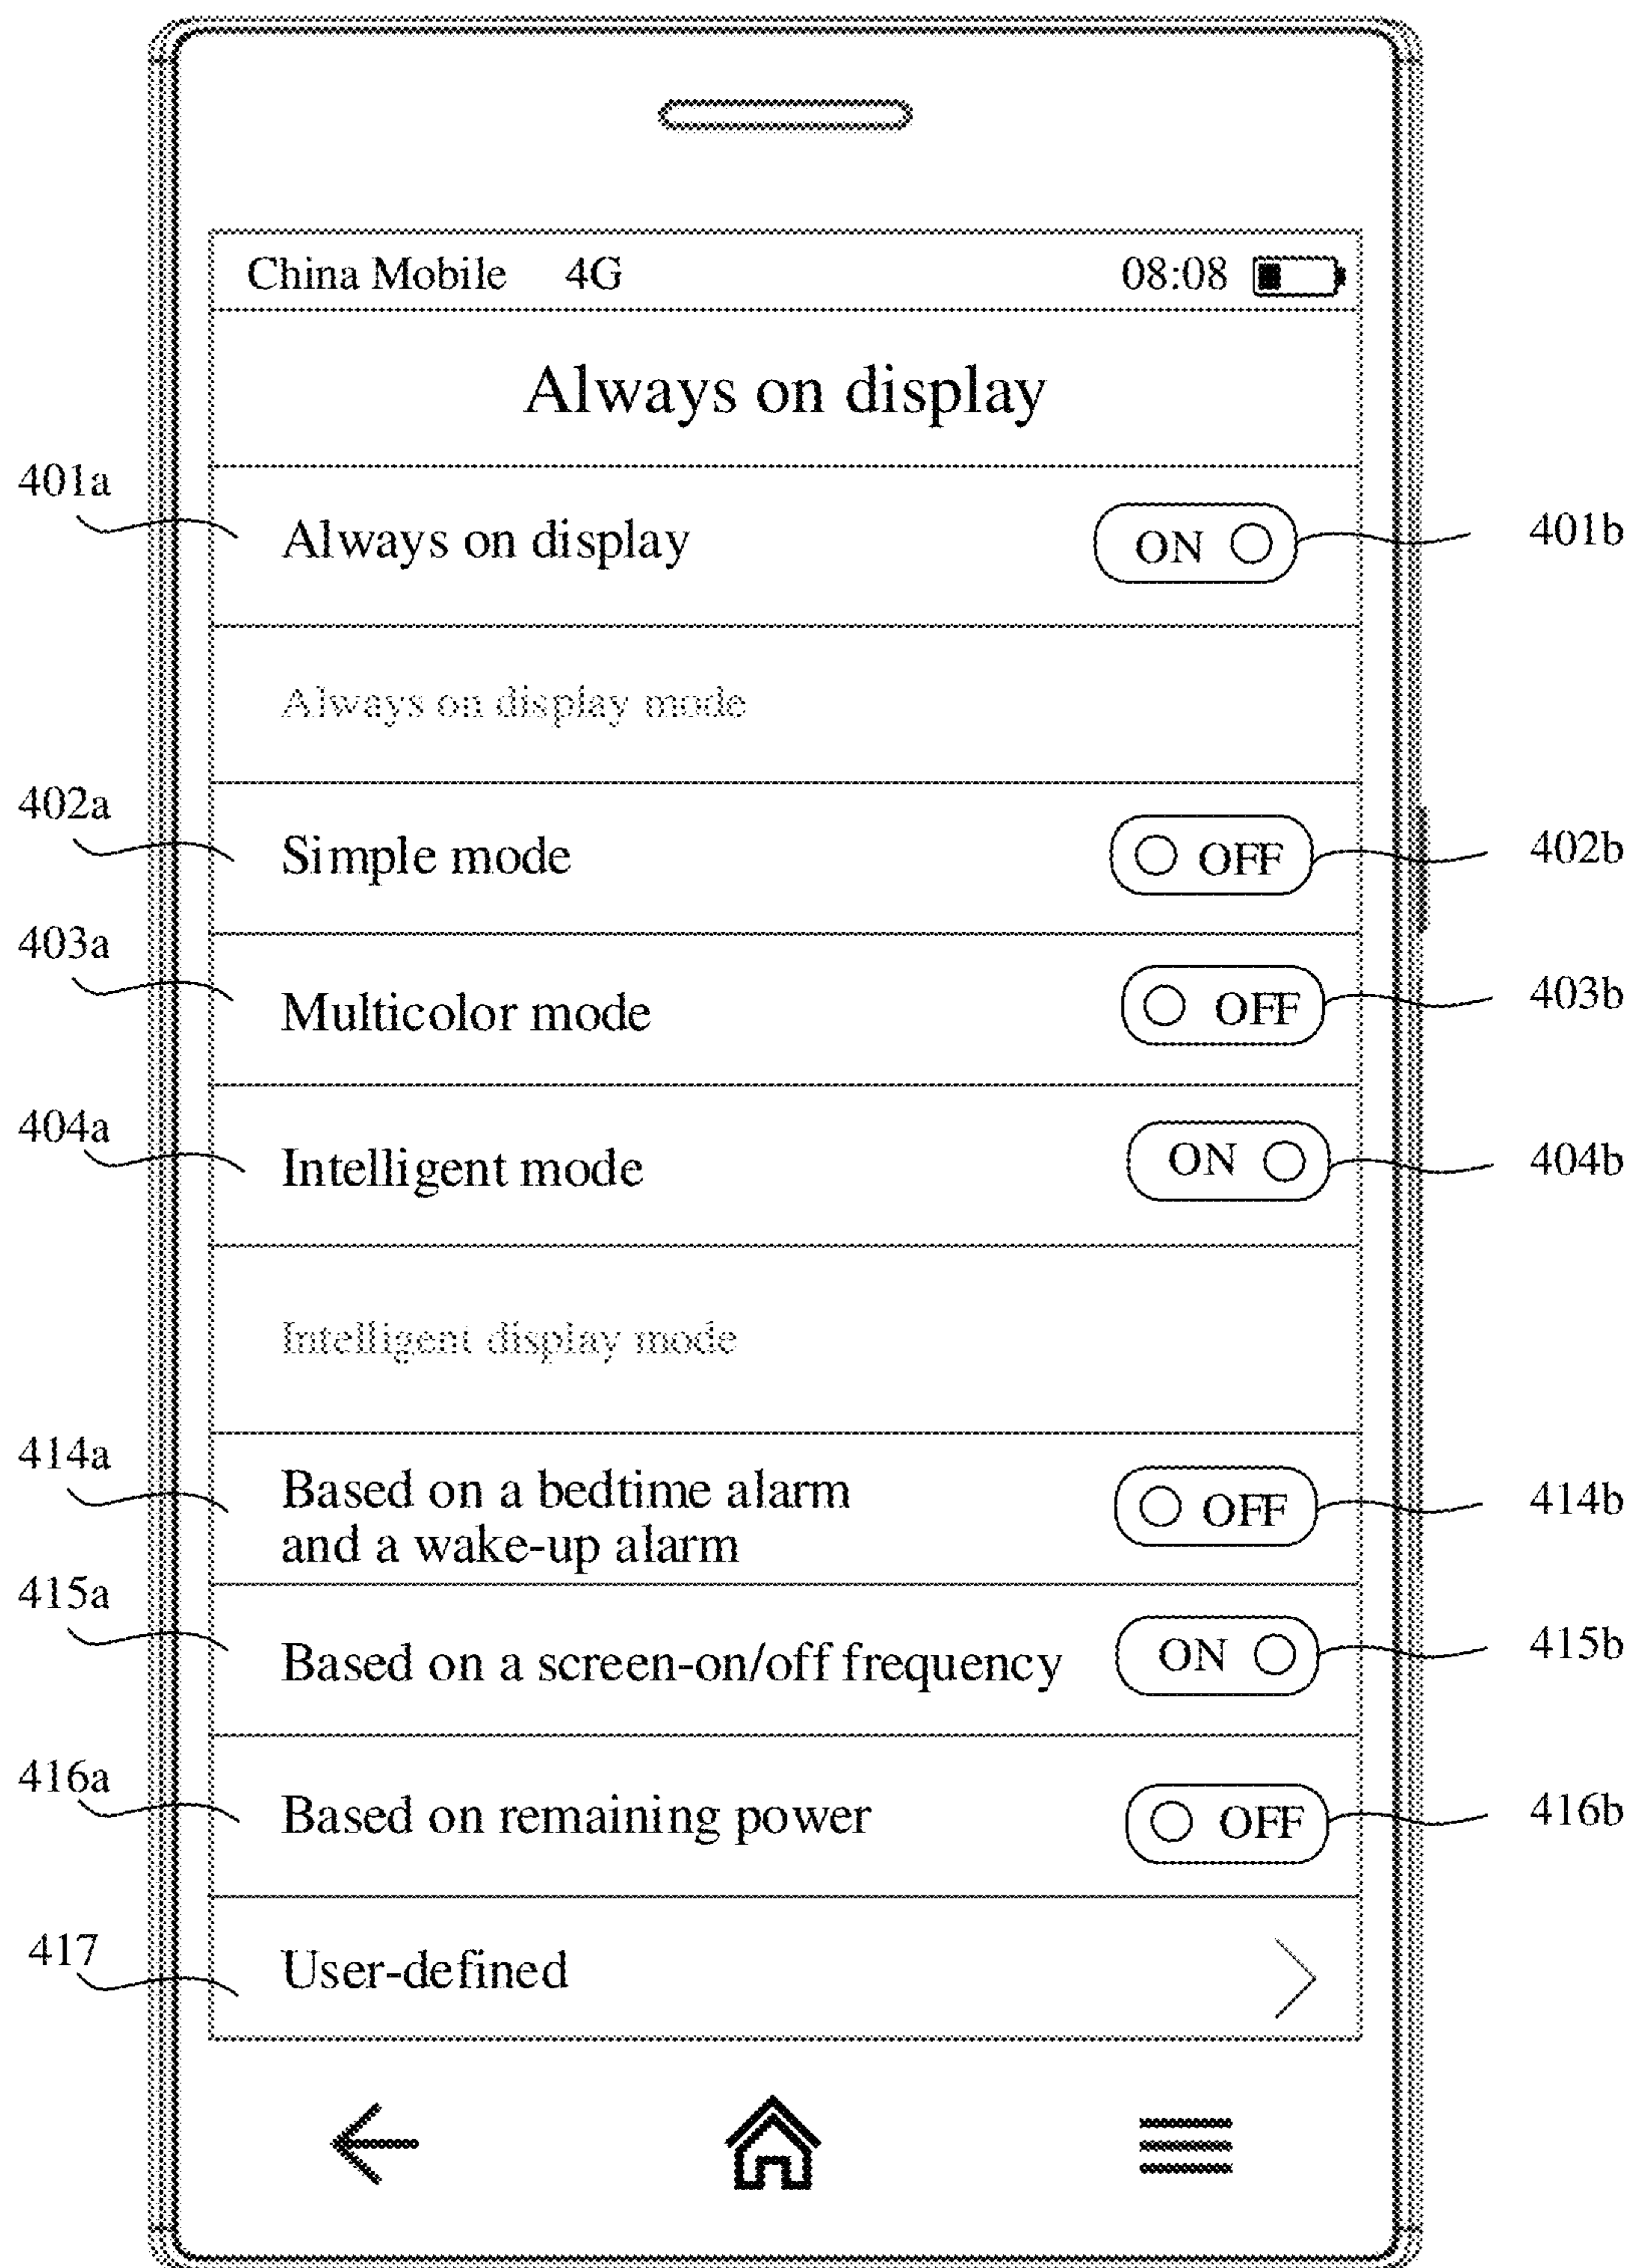 China Mobile 4G 08:08
Always on display
401a
Always on display ON 401b
Always on display mode
402a
Simple mode OFF 402b
403a
Multicolor mode OFF 403b
404a
Intelligent mode ON 404b
Intelligent display mode
414a
Based on a bedtime alarm
and a wake-up alarm OFF 414b
415a
Based on a screen-on/off frequency ON 415b
416a
Based on remaining power OFF 416b
417
User-defined